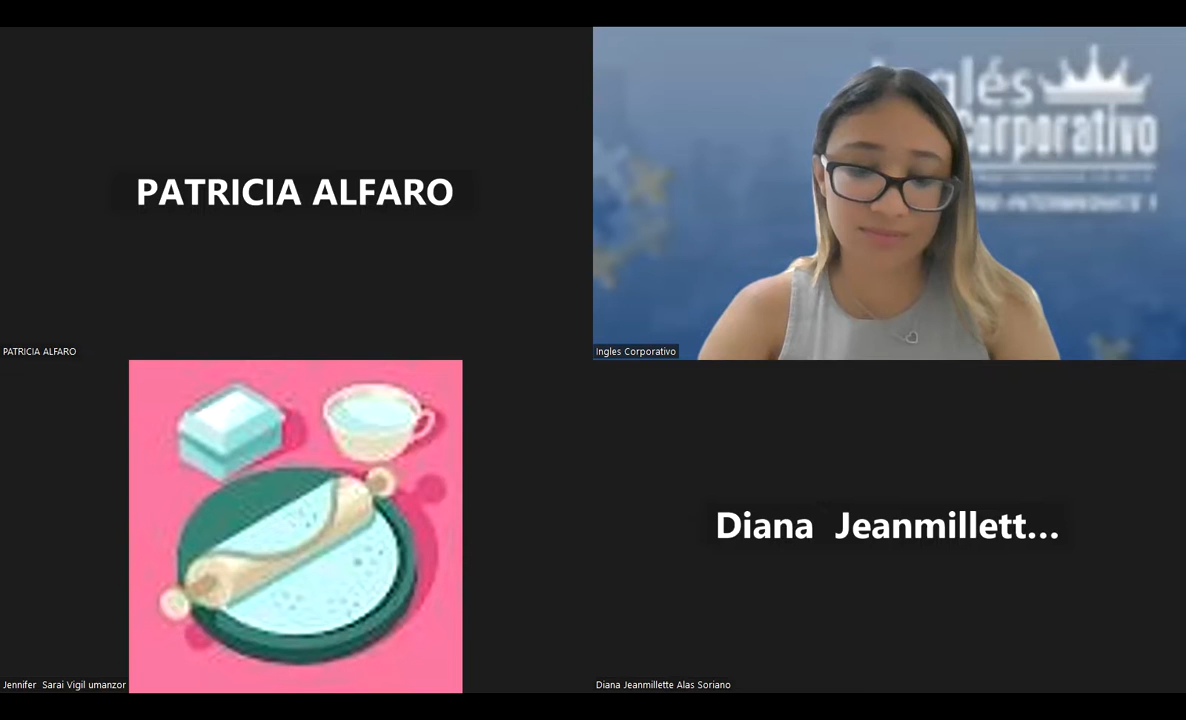 PATRICIA ALFARO
PATRICIA ALFARO
Inglés
Corporativo
Ingles Corporativo
Jennifer Sarai Vigil umanzor
Diana Jeanmillett...
Diana Jeanmillette Alas Soriano